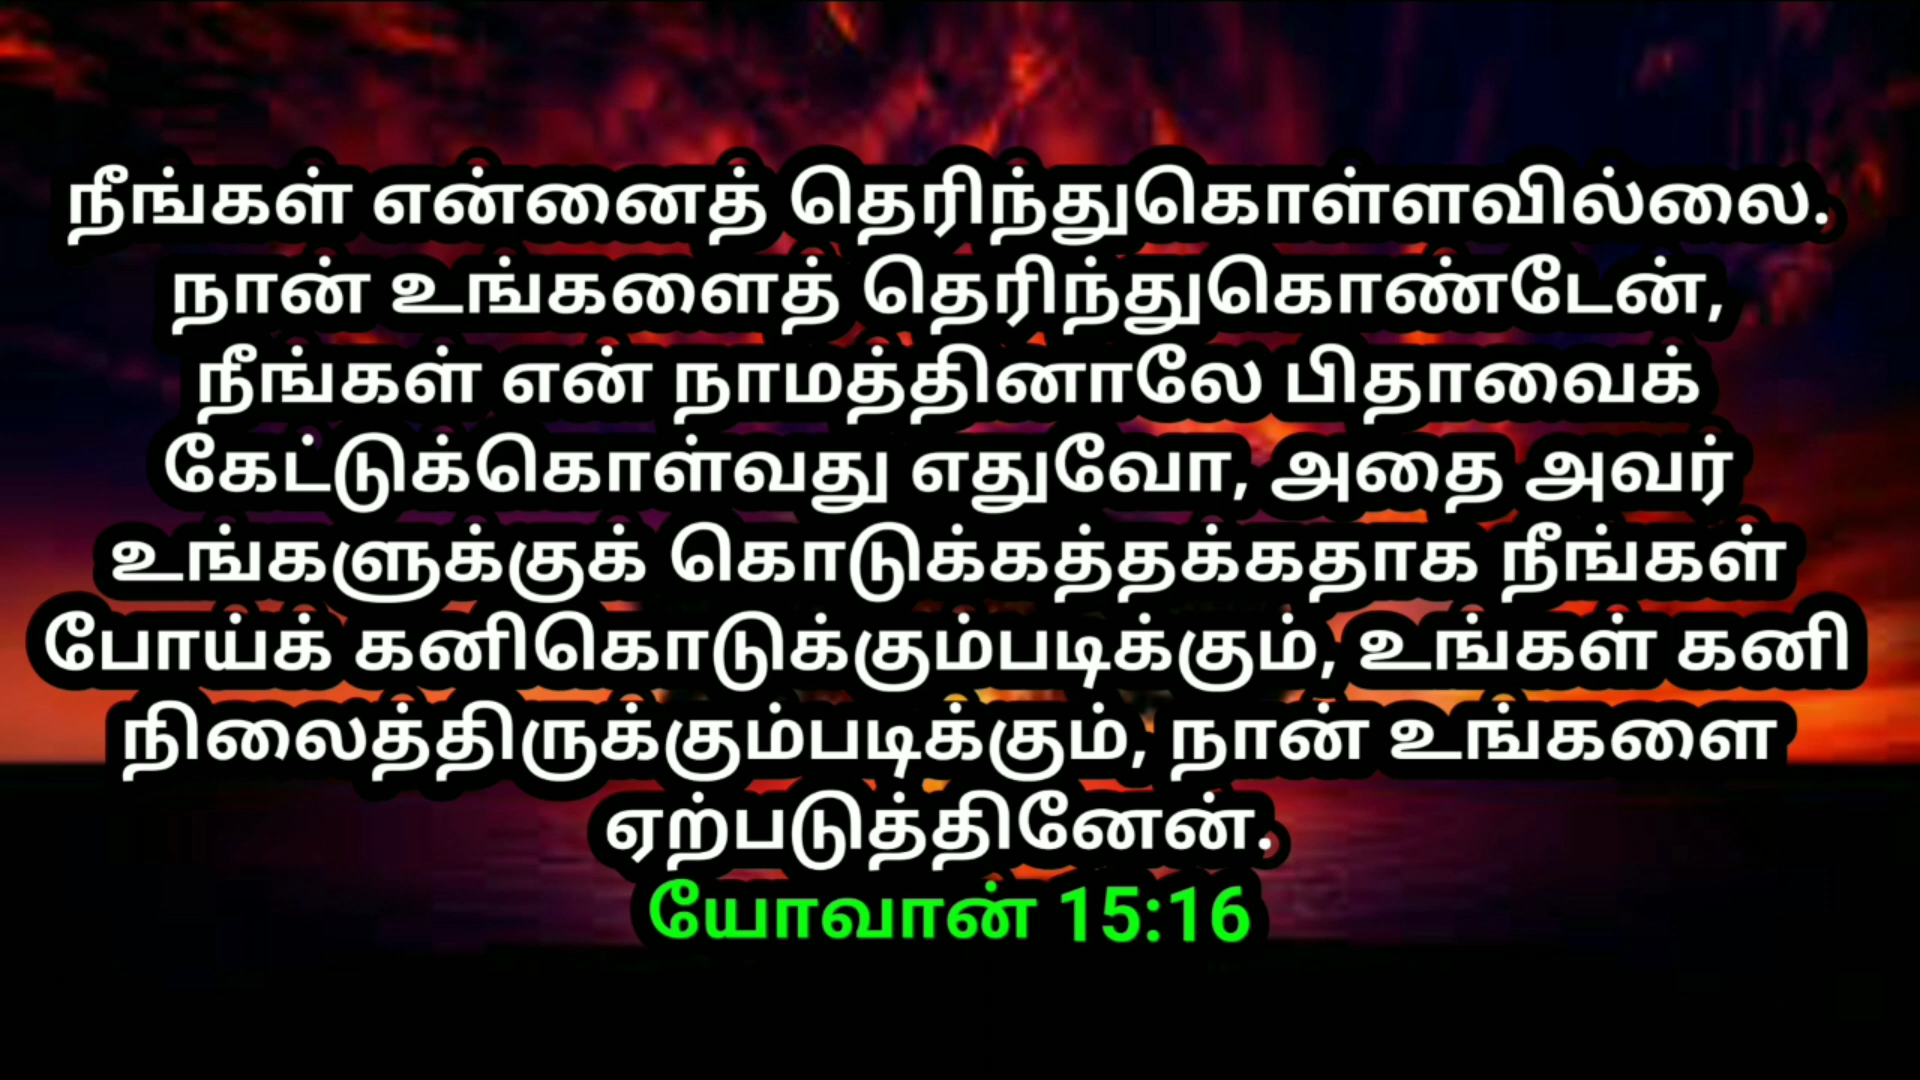 நீங்கள் என்னைத் தெரிந்துகொள்ளவில்லை.
நான் உங்களைத் தெரிந்துகொண்டேன்,
நீங்கள் என் நாமத்தினாலே பிதாவைக்
கேட்டுக்கொள்வது எதுவோ, அதை அவர்
உங்களுக்குக் கொடுக்கத்தக்கதாக நீங்கள்
போய்க் கனிகொடுக்கும்படிக்கும், உங்கள் கனி
நிலைத்திருக்கும்படிக்கும், நான் உங்களை
ஏற்படுத்தினேன்.
யோவான் 15:16